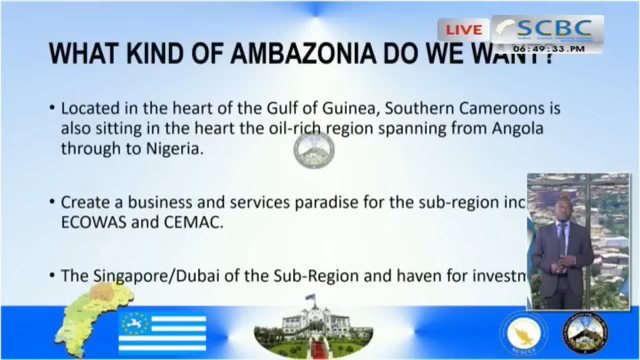 LIVE
SCBC
06:49:33 PM
WHAT KIND OF AMBAZONIA DO WE WANT?
• Located in the heart of the Gulf of Guinea, Southern Cameroons is
also sitting in the heart the oil-rich region spanning from Angola
through to Nigeria.
• Create a business and services paradise for the sub-region inc
ECOWAS and CEMAC.
• The Singapore/Dubai of the Sub-Region and haven for investm